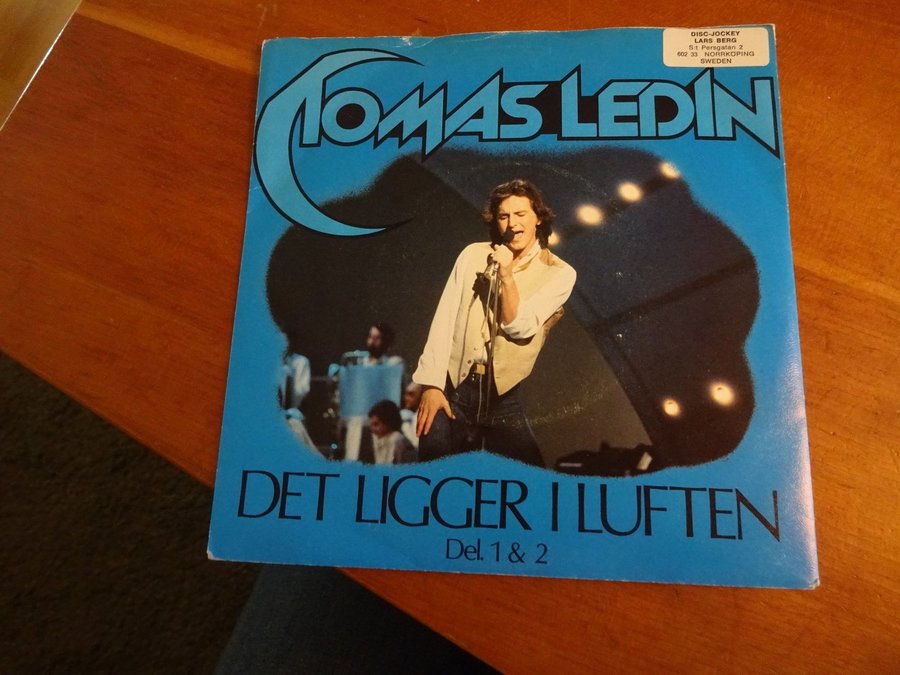 DISC-JOCKEY
LARS BERG
S:t Persgatan 2
602 33 NORRKÖPING
SWEDEN
TOMAS LEDIN
DET LIGGER I LUFTEN
Del. 1 & 2